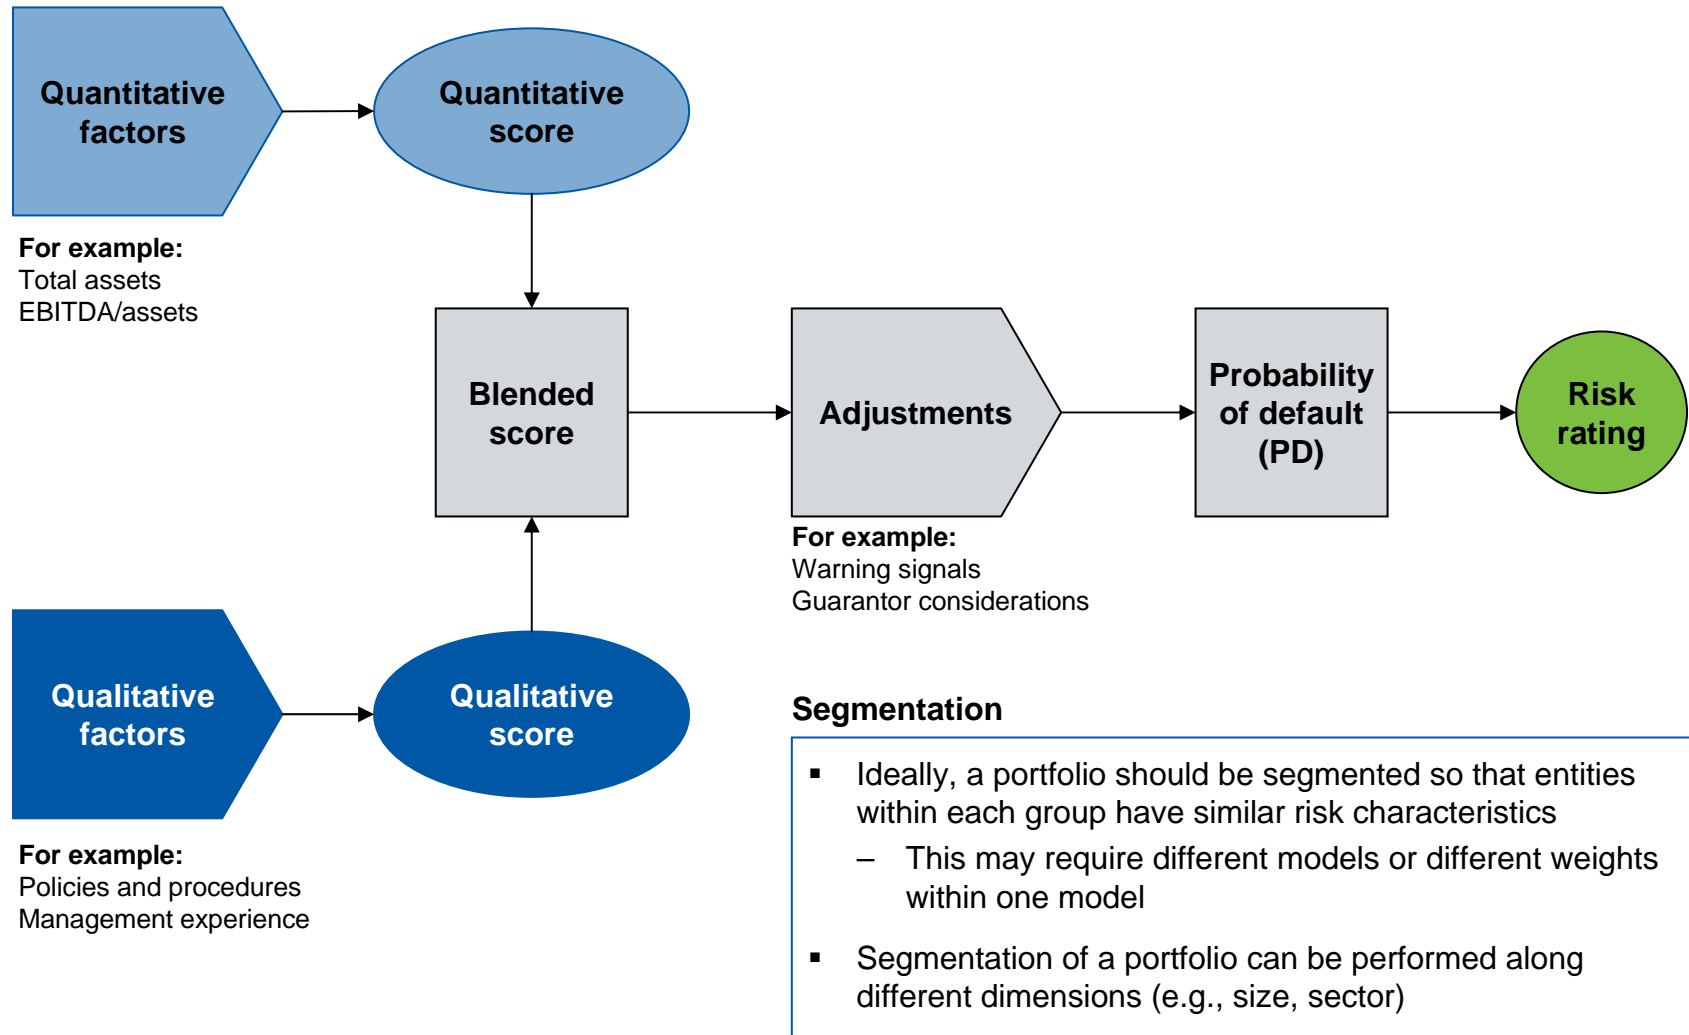 Quantitative
factors
Quantitative
score
For example:
Total assets
EBITDA/assets
Blended
score
Adjustments
Probability
of default
(PD)
Risk
rating
For example:
Warning signals
Guarantor considerations
Qualitative
factors
Qualitative
score
For example:
Policies and procedures
Management experience
Segmentation
▪ Ideally, a portfolio should be segmented so that entities
within each group have similar risk characteristics
– This may require different models or different weights
within one model
▪ Segmentation of a portfolio can be performed along
different dimensions (e.g., size, sector)